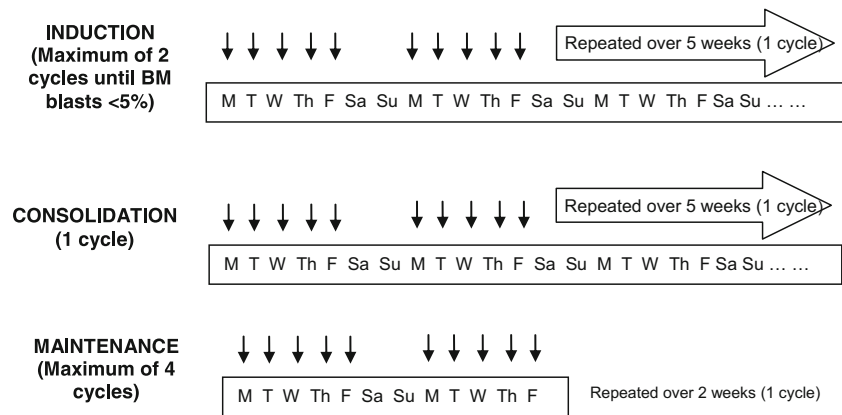 INDUCTION
(Maximum of 2
cycles until BM
blasts <5%)
Repeated over 5 weeks (1 cycle)
M T W Th F Sa Su M T W Th F Sa Su M T W Th F Sa Su … …
CONSOLIDATION
(1 cycle)
Repeated over 5 weeks (1 cycle)
M T W Th F Sa Su M T W Th F Sa Su M T W Th F Sa Su … …
MAINTENANCE
(Maximum of 4
cycles)
M T W Th F Sa Su M T W Th F
Repeated over 2 weeks (1 cycle)